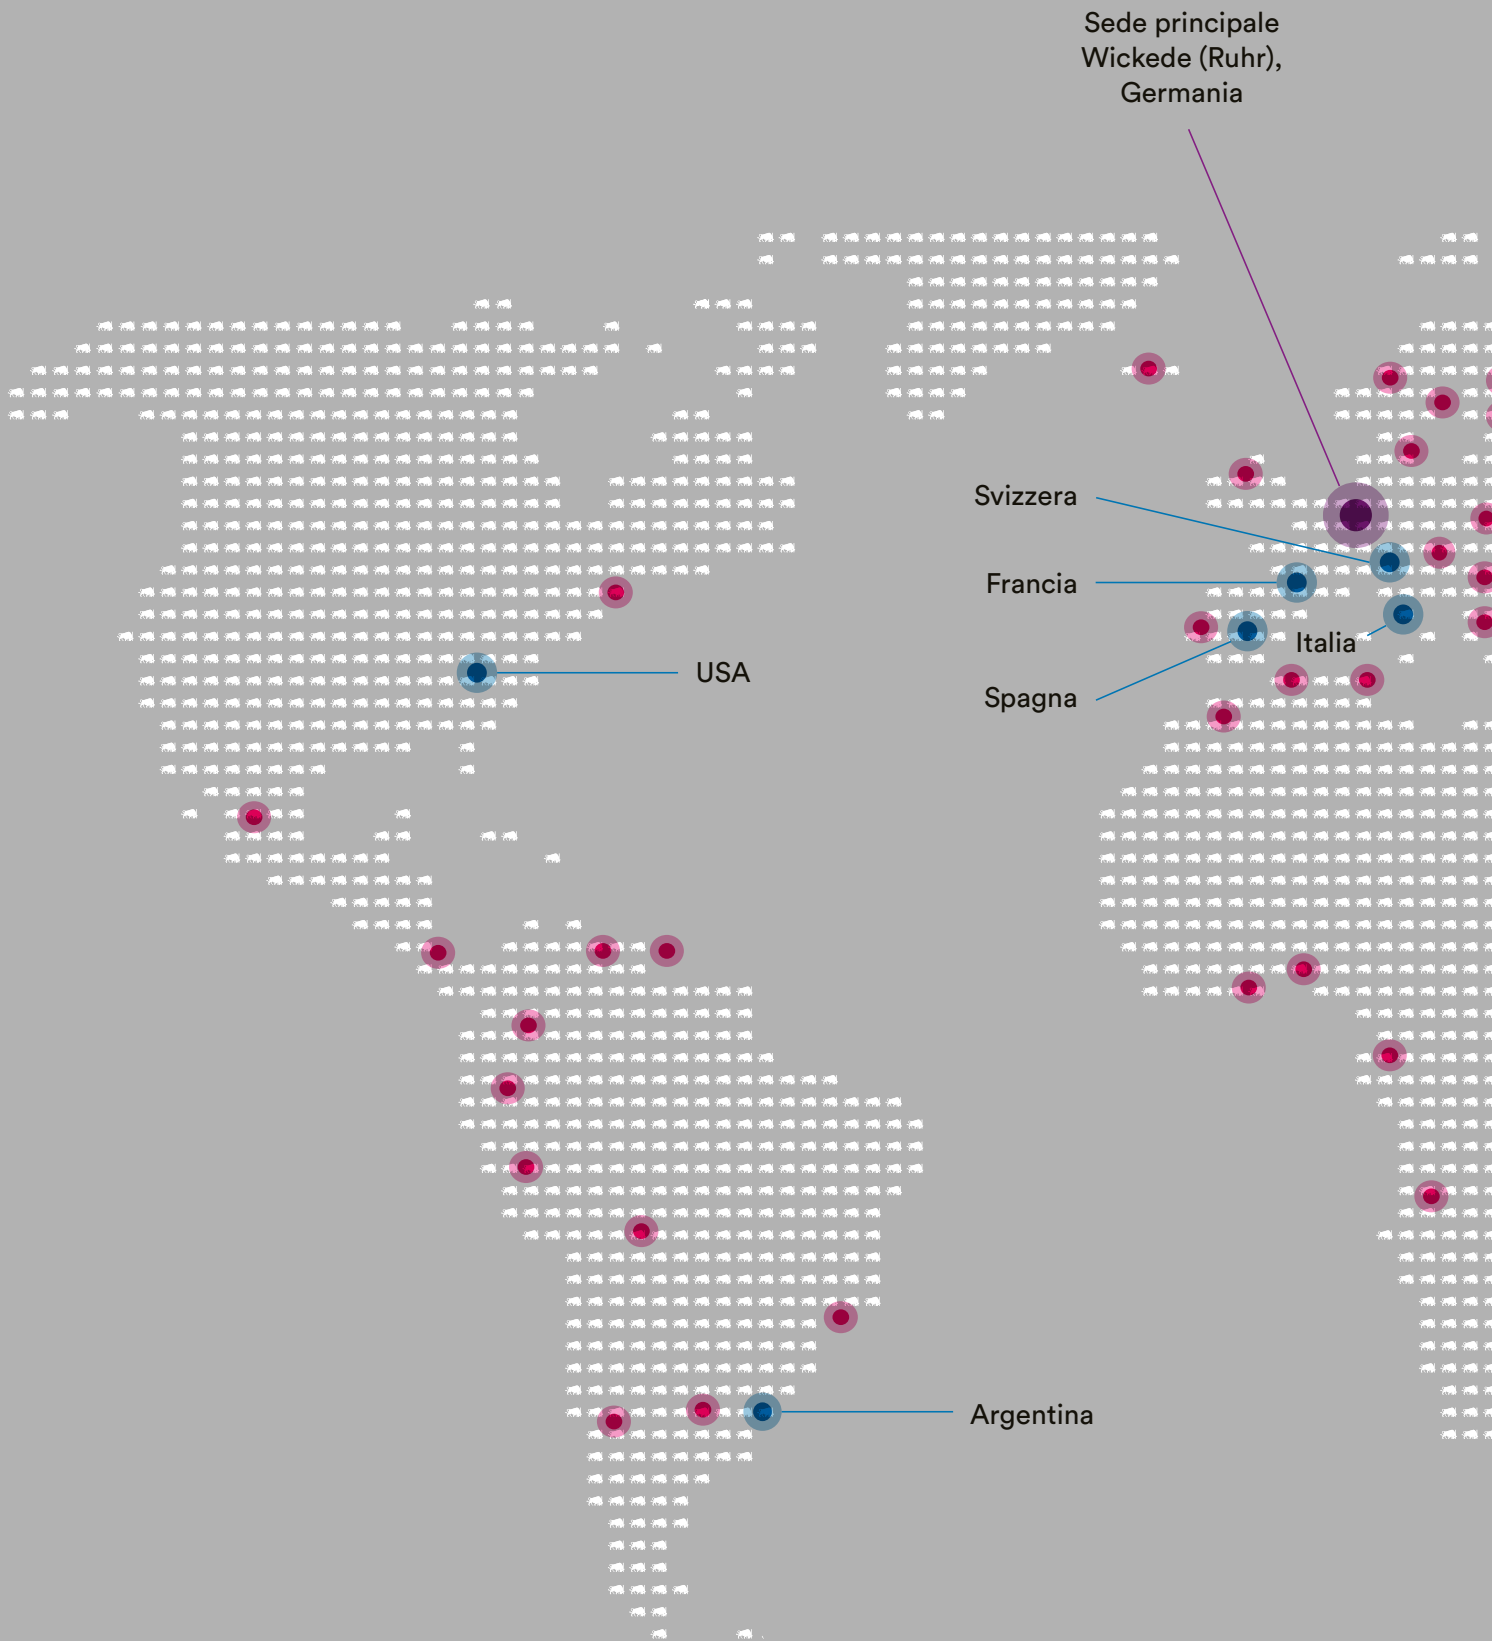 Sede principale
Wickede (Ruhr),
Germania
Svizzera
Francia
Italia
USA
Spagna
Argentina